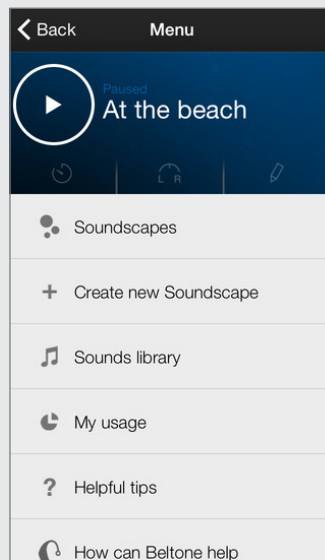 Back Menu
Paused
At the beach
L R
Soundscapes
+ Create new Soundscape
Sounds library
My usage
? Helpful tips
How can Beltone help